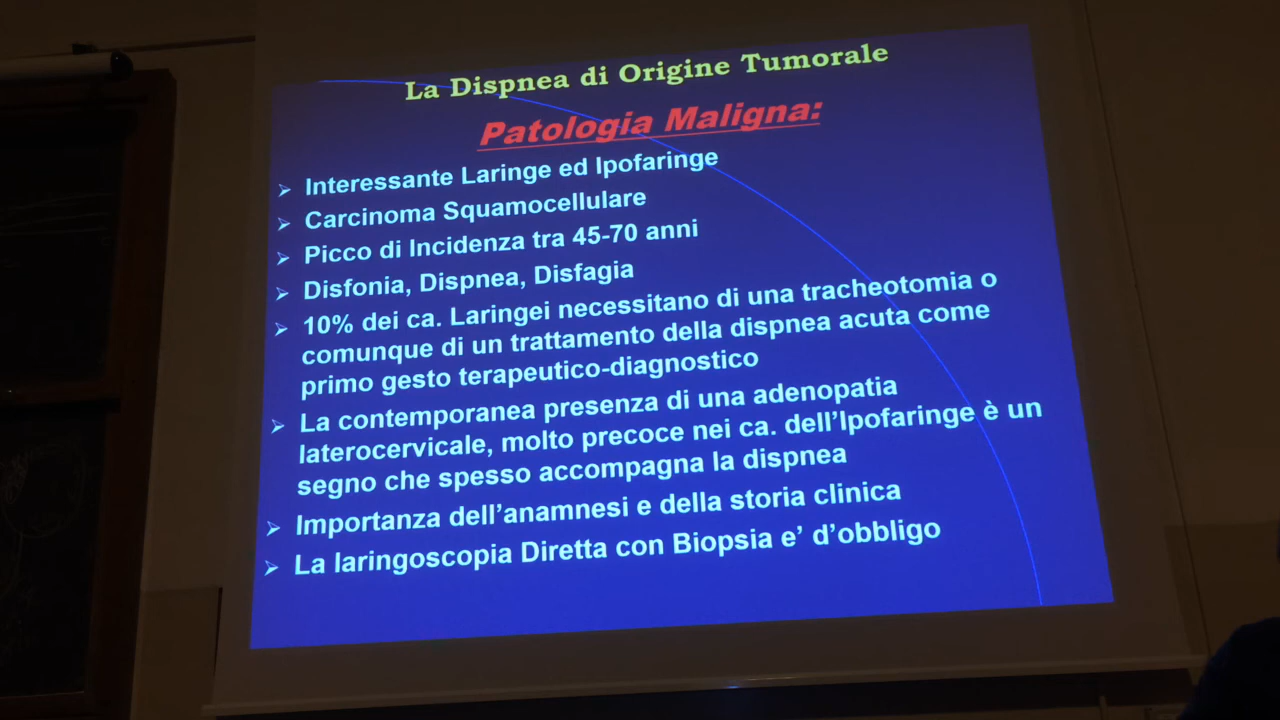 La Dispnea di Origine Tumorale
Patologia Maligna:
➢ Interessante Laringe ed Ipofaringe
➢ Carcinoma Squamocellulare
➢ Picco di Incidenza tra 45-70 anni
➢ Disfonia, Dispnea, Disfagia
➢ 10% dei ca. Laringei necessitano di una tracheotomia o
comunque di un trattamento della dispnea acuta come
primo gesto terapeutico-diagnostico
➢ La contemporanea presenza di una adenopatia
laterocervicale, molto precoce nei ca. dell’Ipofaringe è un
segno che spesso accompagna la dispnea
➢ Importanza dell’anamnesi e della storia clinica
➢ La laringoscopia Diretta con Biopsia e’ d’obbligo